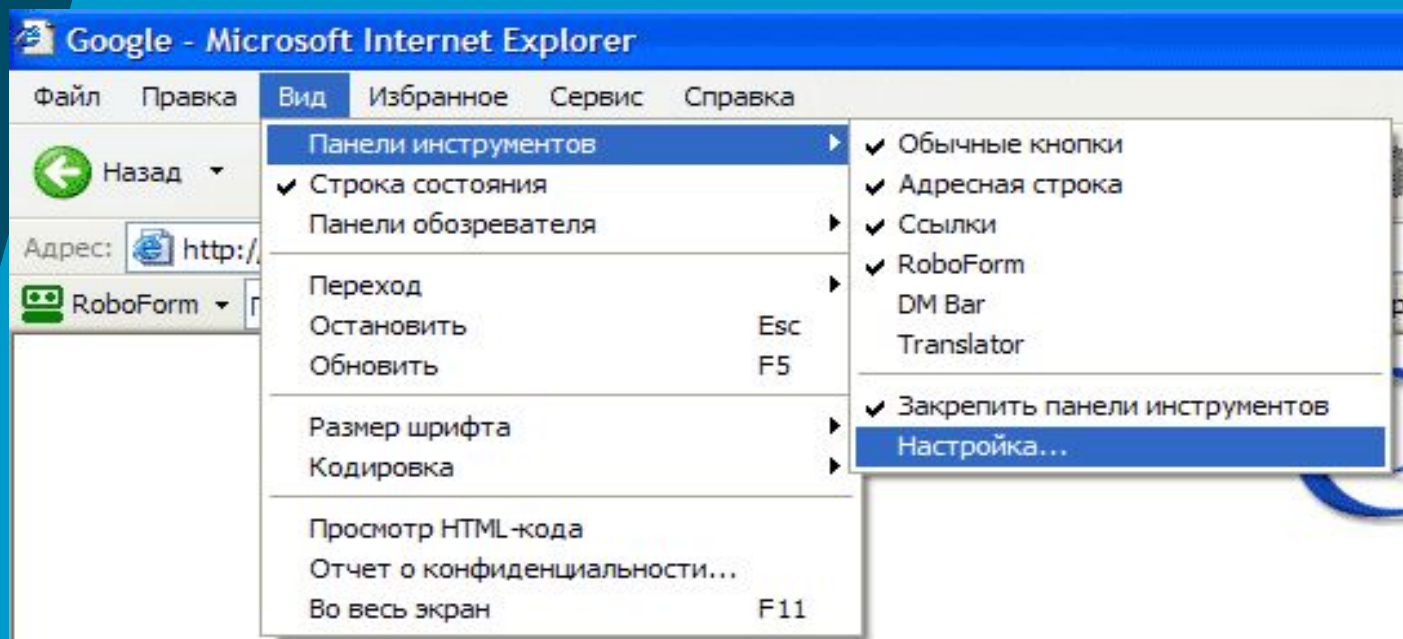 Google - Microsoft Internet Explorer
Файл Правка Вид Избранное Сервис Справка
Назад
Адрес: http://
RoboForm
Панели инструментов
Строка состояния
Панели обозревателя
Переход
Остановить Esc
Обновить F5
Размер шрифта
Кодировка
Просмотр HTML-кода
Отчет о конфиденциальности...
Во весь экран F11
Обычные кнопки
Адресная строка
Ссылки
RoboForm
DM Bar
Translator
Закрепить панели инструментов
Настройка...